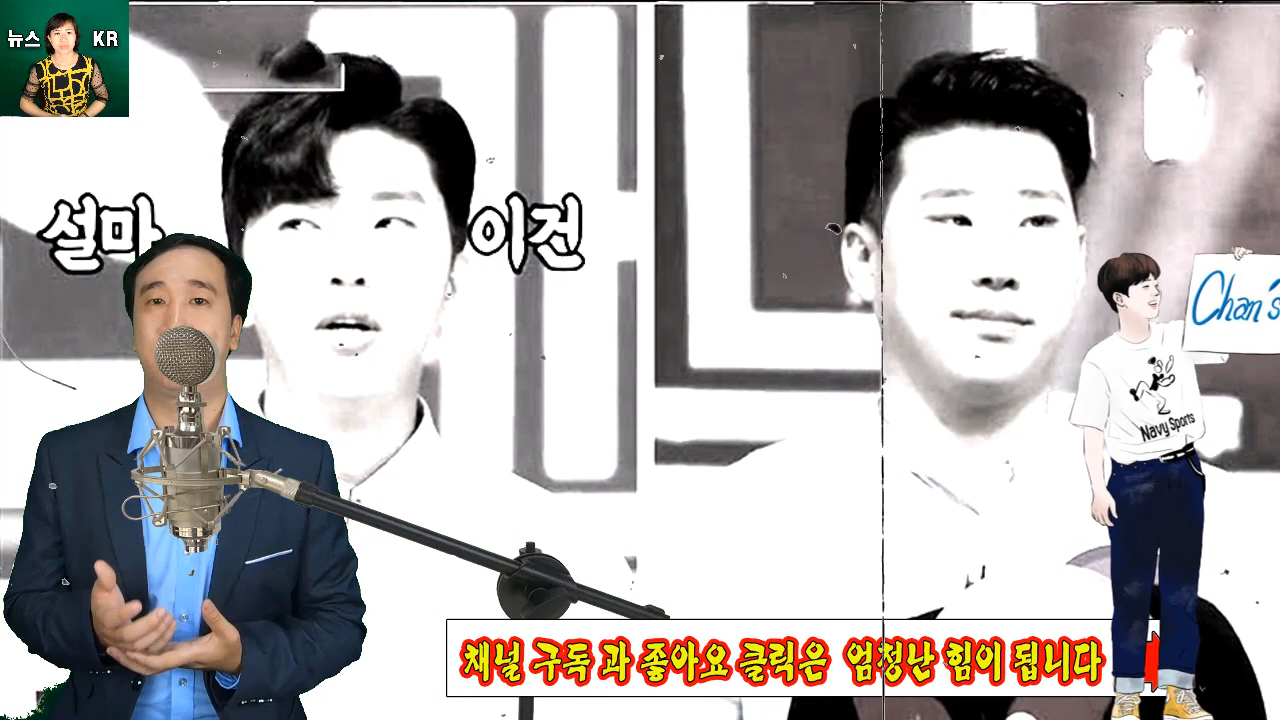 뉴스 KR
설마 이건
Chan's
Navy Sports
채널 구독 과 좋아요 클릭은 엄청난 힘이 됩니다